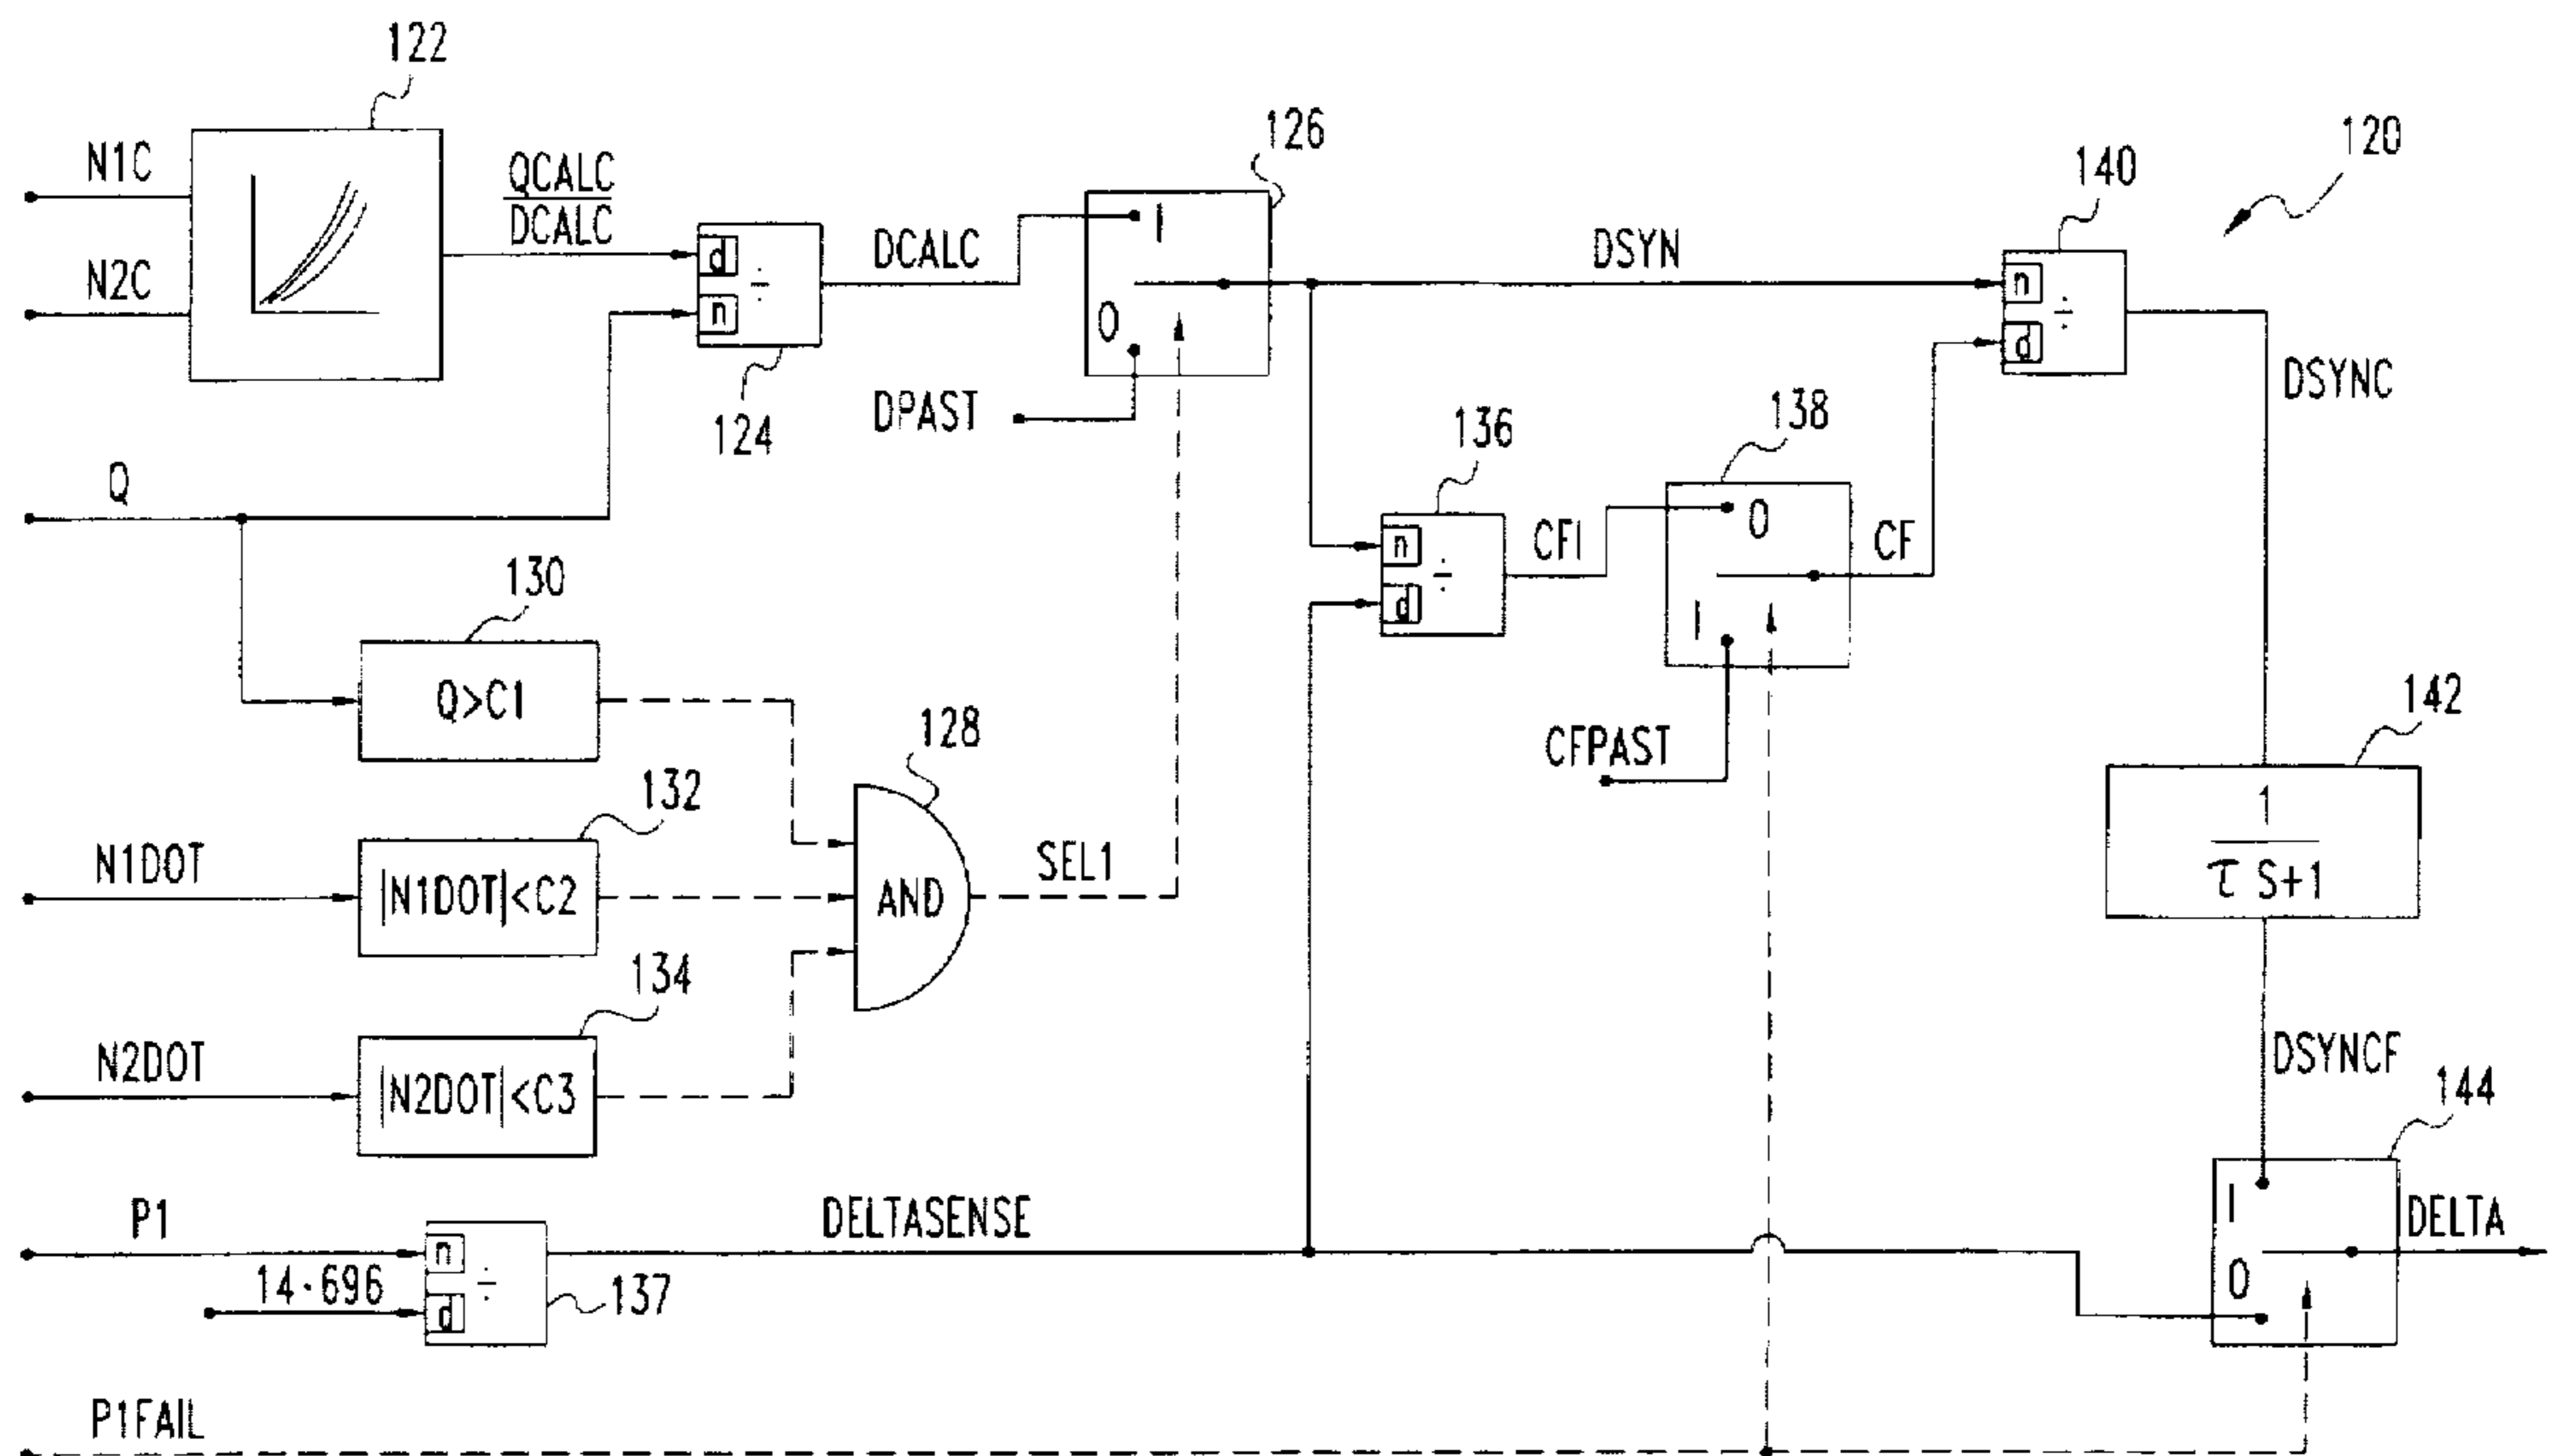 122
N1C
QCALC
DCALC
N2C
d
n
÷
124
DCALC
126
1
0
DPAST
DSYN
120
140
n
d
÷
DSYNC
Q
136
n
d
÷
CFI
138
0
1
CF
CFPAST
130
Q>C1
128
AND
SEL1
142
1
τ S+1
N1DOT
132
|N1DOT|<C2
N2DOT
134
|N2DOT|<C3
DSYNCF
144
1
0
DELTA
P1
14·696
n
d
÷
137
DELTASENSE
P1FAIL